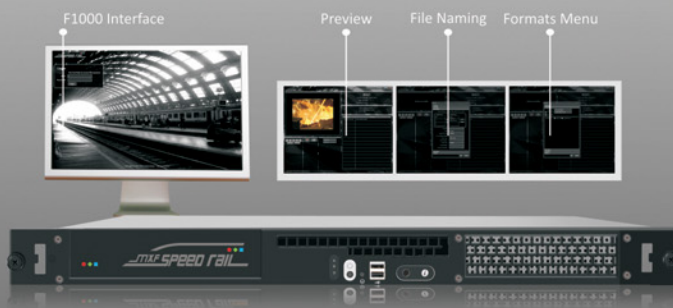 F1000 Interface
Preview
File Naming
Formats Menu
MXF SPEED RAIL